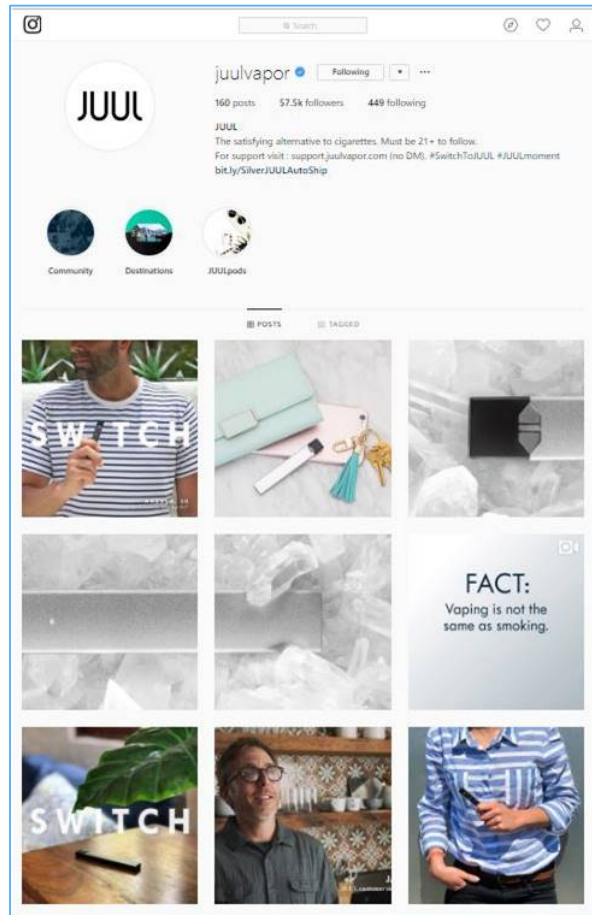 Search
juulvapor Following
160 posts 57.5k followers 449 following
JUUL
The satisfying alternative to cigarettes. Must be 21+ to follow.
For support visit : support.juulvapor.com (no DM). #SwitchToJUUL #JUULmoment
bit.ly/SilverJUULAutoShip
JUUL
Community Destinations JUULpods
POSTS TAGGED
SWITCH
FACT:
Vaping is not the
same as smoking.
SWITCH